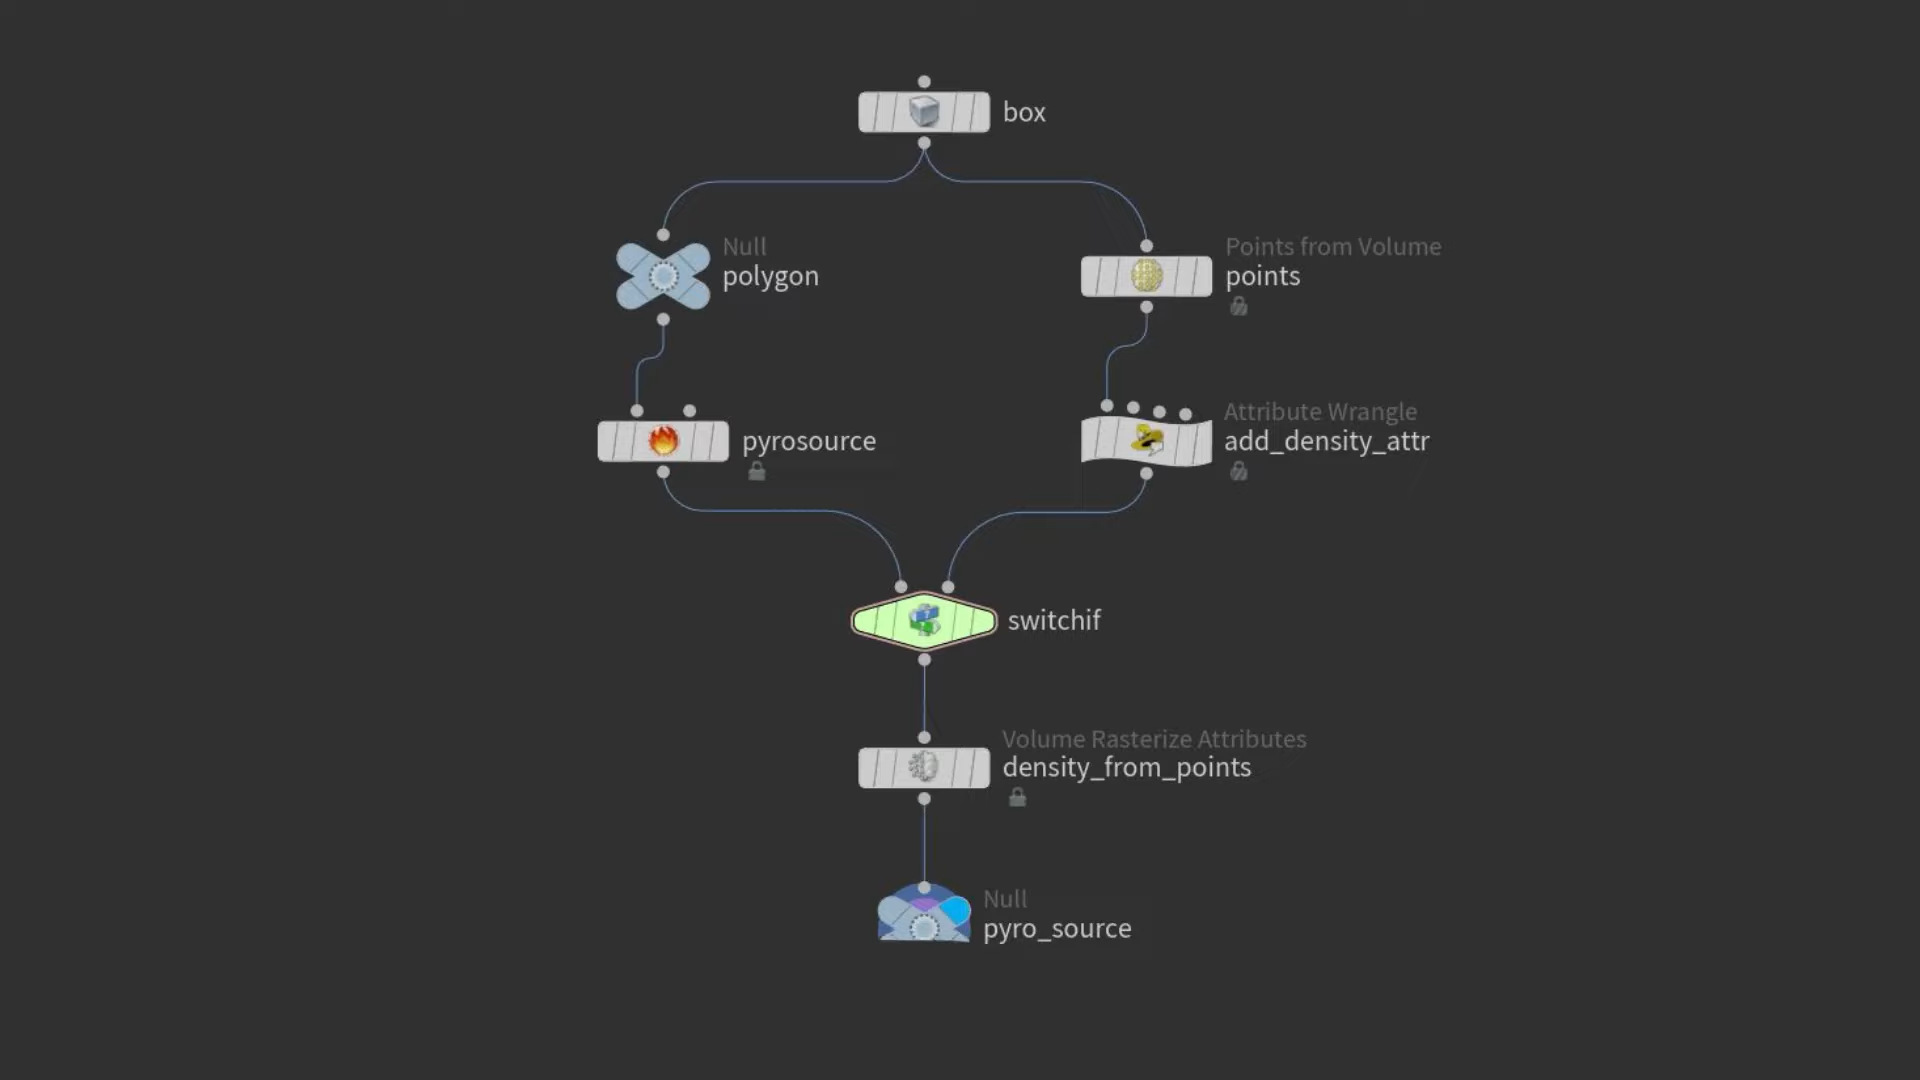 box
Null
polygon
Points from Volume
points
pyrosource
Attribute Wrangle
add_density_attr
switchif
Volume Rasterize Attributes
density_from_points
Null
pyro_source